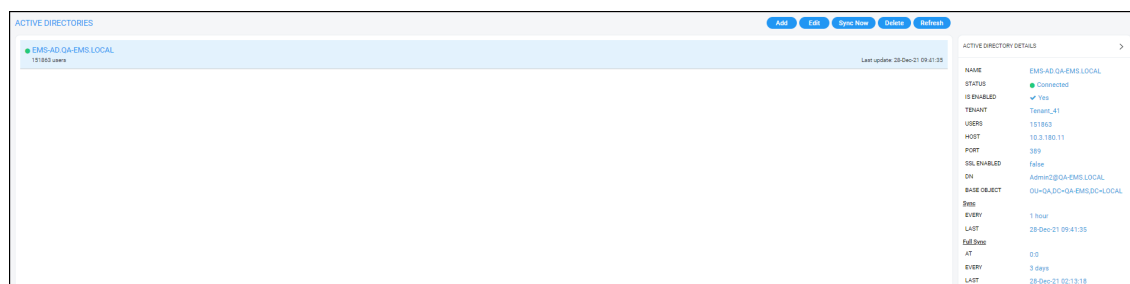 ACTIVE DIRECTORIES
Add Edit Sync Now Delete Refresh
EMS-AD.QA-EMS.LOCAL
151863 users Last update: 28-Dec-21 09:41:35
ACTIVE DIRECTORY DETAILS
NAME EMS-AD.QA-EMS.LOCAL
STATUS Connected
IS ENABLED Yes
TENANT Tenant_41
USERS 151863
HOST 10.3.180.11
PORT 389
SSL ENABLED false
DN Admin2@QA-EMS.LOCAL
BASE OBJECT OU=QA,DC=QA-EMS,DC=LOCAL
Sync
EVERY 1 hour
LAST 28-Dec-21 09:41:35
Full Sync
AT 0:0
EVERY 3 days
LAST 28-Dec-21 02:13:18